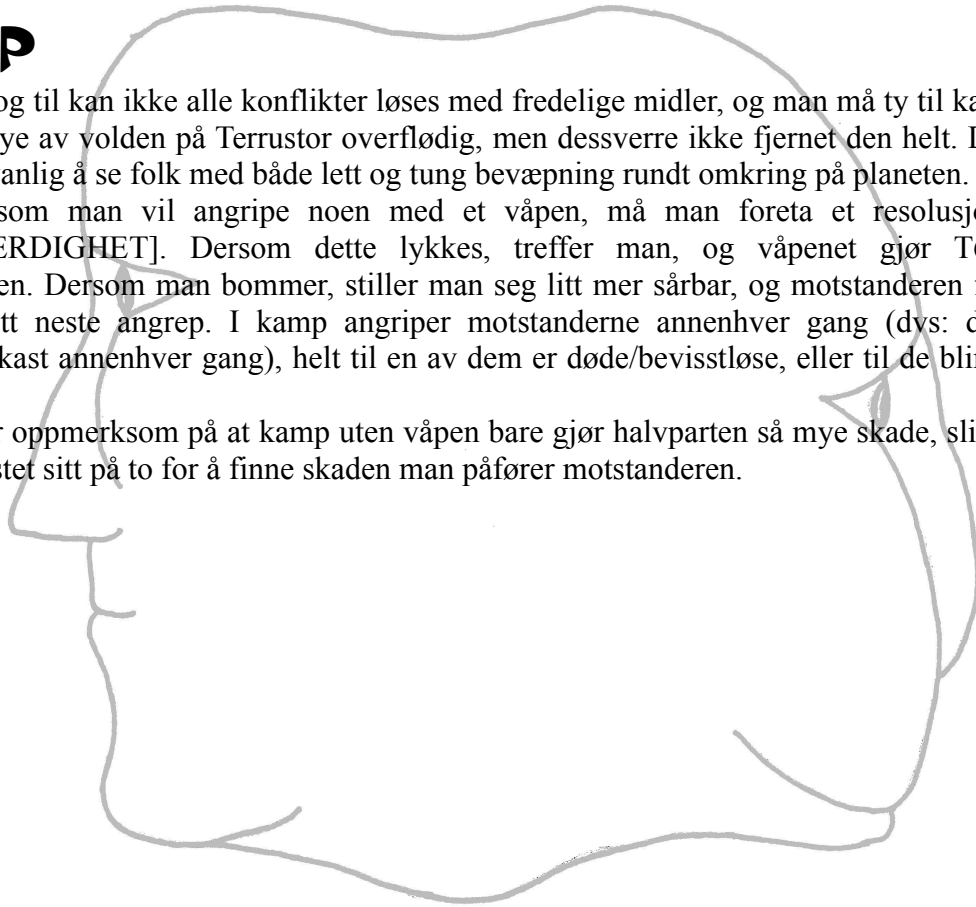 P
og til kan ikke alle konflikter løses med fredelige midler, og man må ty til ka
ye av volden på Terrustor overflødig, men dessverre ikke fjernet den helt.
vanlig å se folk med både lett og tung bevæpning rundt omkring på planeten.
som man vil angripe noen med et våpen, må man foreta et resolusj
ERDIGHET]. Dersom dette lykkes, treffer man, og våpenet gjør
en. Dersom man bommer, stiller man seg litt mer sårbar, og motstanderen
tt neste angrep. I kamp angriper motstanderne annenhver gang (dvs: d
kast annenhver gang), helt til en av dem er døde/bevisstløse, eller til de blir
r oppmerksom på at kamp uten våpen bare gjør halvparten så mye skade, sli
stet sitt på to for å finne skaden man påfører motstanderen.